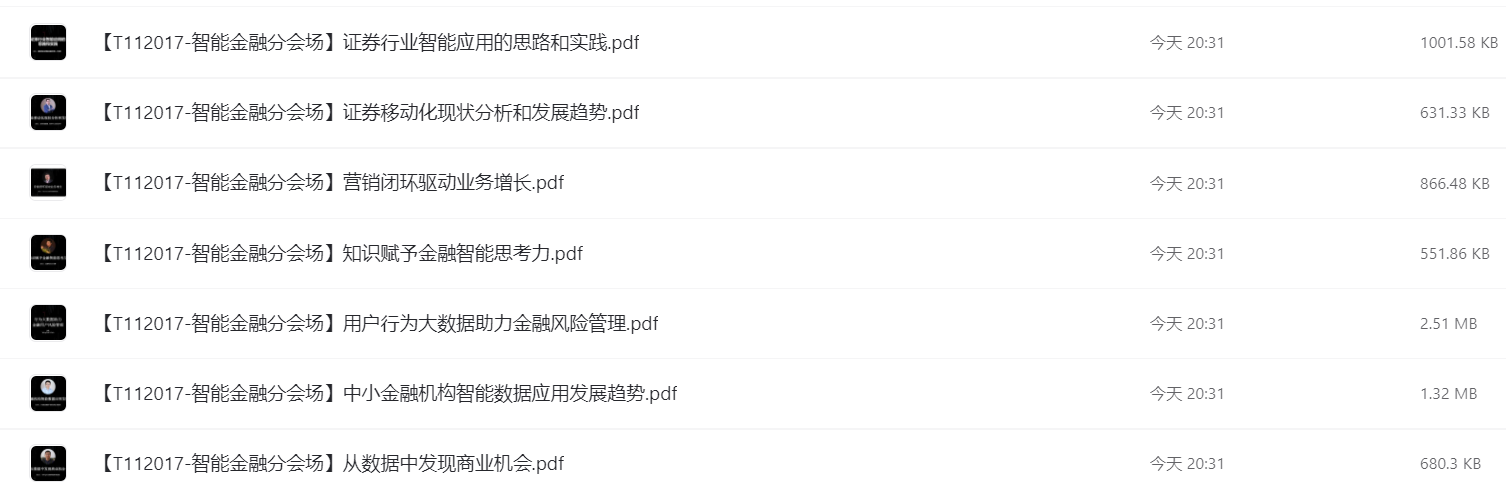 【T112017-智能金融分会场】证券行业智能应用的思路和实践.pdf 今天 20:31 1001.58 KB
【T112017-智能金融分会场】证券移动化现状分析和发展趋势.pdf 今天 20:31 631.33 KB
【T112017-智能金融分会场】营销闭环驱动业务增长.pdf 今天 20:31 866.48 KB
【T112017-智能金融分会场】知识赋予金融智能思考力.pdf 今天 20:31 551.86 KB
【T112017-智能金融分会场】用户行为大数据助力金融风险管理.pdf 今天 20:31 2.51 MB
【T112017-智能金融分会场】中小金融机构智能数据应用发展趋势.pdf 今天 20:31 1.32 MB
【T112017-智能金融分会场】从数据中发现商业机会.pdf 今天 20:31 680.3 KB